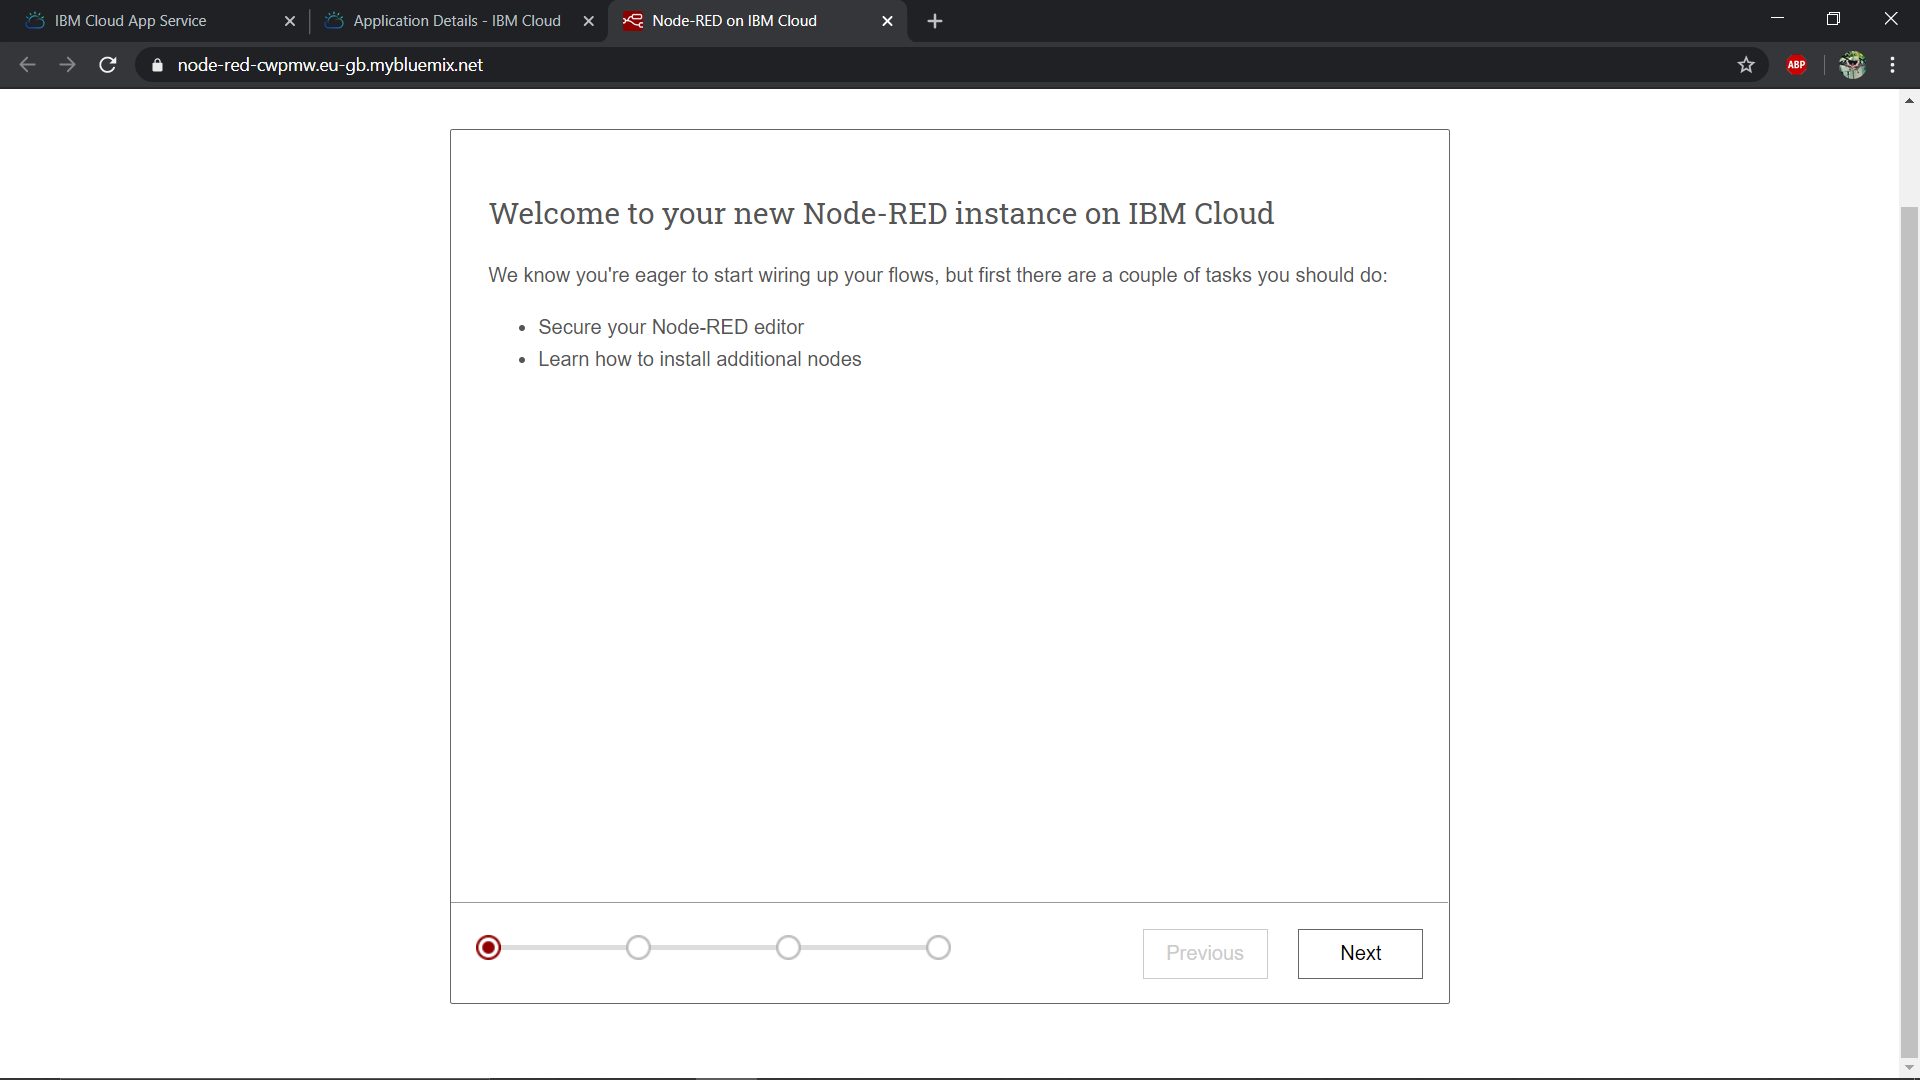 IBM Cloud App Service
Application Details - IBM Cloud
Node-RED on IBM Cloud
node-red-cwpmw.eu-gb.mybluemix.net
ABP
Welcome to your new Node-RED instance on IBM Cloud
We know you're eager to start wiring up your flows, but first there are a couple of tasks you should do:
• Secure your Node-RED editor
• Learn how to install additional nodes
Previous
Next